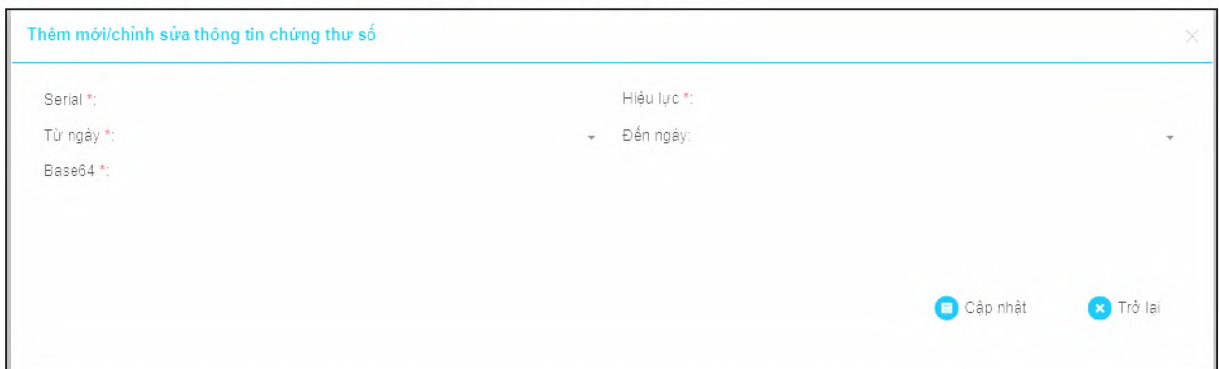 Thêm mới/chỉnh sửa thông tin chứng thư số
Serial *: Hiệu lực *:
Từ ngày *: Đến ngày:
Base64 *:
Cập nhật Trở lại